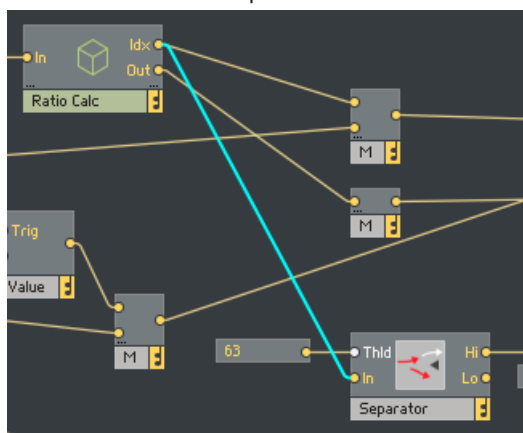 Idx
In
Out
Ratio Calc
M
Trig
M
Value
M
63
Thld
Hi
In
Lo
Separator